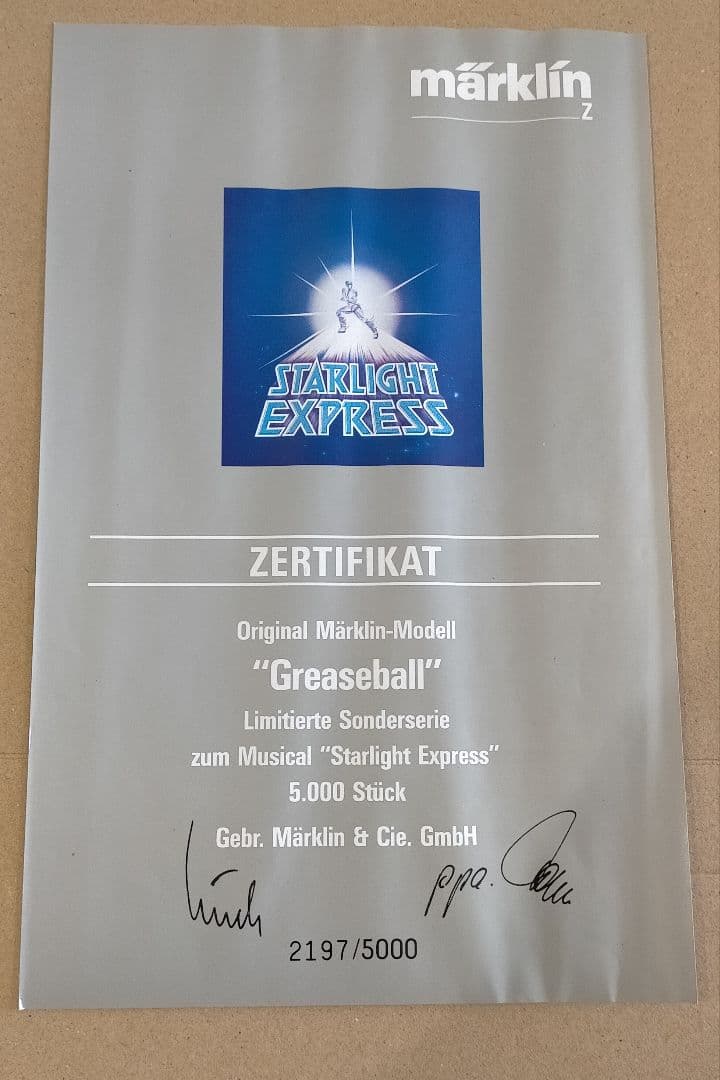 märklin
Z
STARLIGHT
EXPRESS
ZERTIFIKAT
Original Märklin-Modell
“Greaseball”
Limitierte Sonderserie
zum Musical “Starlight Express”
5.000 Stück
Gebr. Märklin & Cie. GmbH
ppa.
2197/5000